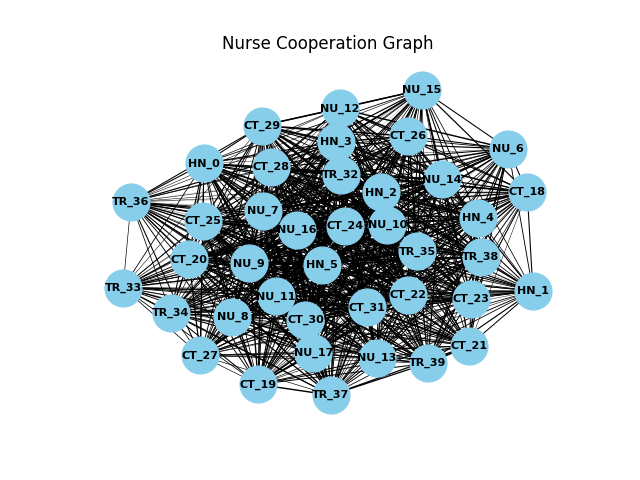 Nurse Cooperation Graph
NU_15
NU_12
CT_29
CT_26
HN_3
NU_6
HN_0
CT_28
TR_32
NU_14
HN_2
CT_18
TR_36
NU_7
HN_4
CT_25
CT_24
NU_10
NU_16
TR_35
TR_38
CT_20
NU_9
HN_5
TR_33
HN_1
NU_11
CT_22
CT_23
CT_31
TR_34
NU_8
CT_30
CT_21
NU_17
CT_27
NU_13
TR_39
CT_19
TR_37